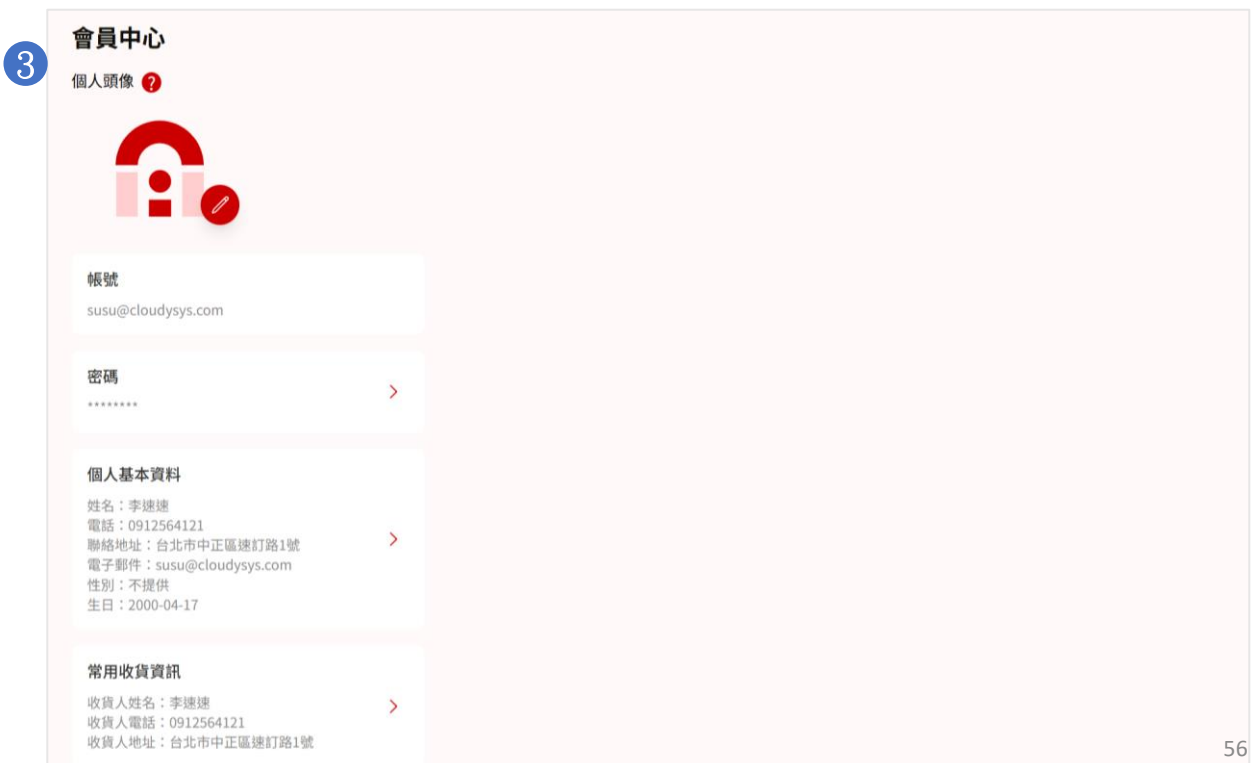 3
會員中心
個人頭像 ?
帳號
susu@cloudysys.com
密碼
********
個人基本資料
姓名：李速速
電話：0912564121
聯絡地址：台北市中正區速訂路1號
電子郵件：susu@cloudysys.com
性別：不提供
生日：2000-04-17
常用收貨資訊
收貨人姓名：李速速
收貨人電話：0912564121
收貨人地址：台北市中正區速訂路1號
56